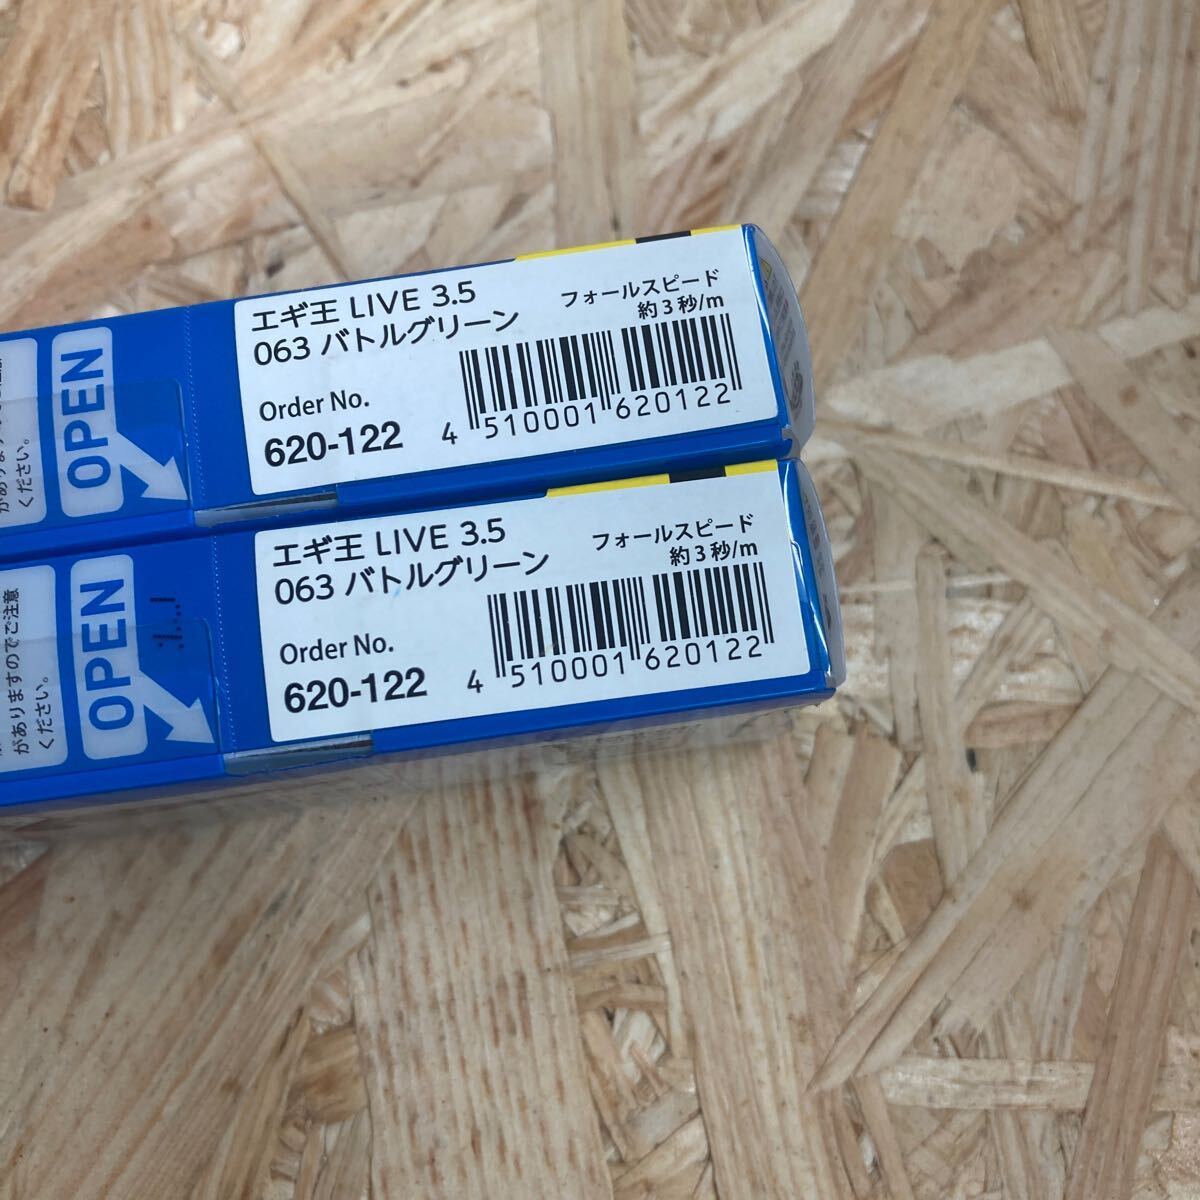 エギ王 LIVE 3.5
063 バトルグリーン
フォールスピード
約3秒/m
Order No.
620-122
4 510001 620122
OPEN
ください。
エギ王 LIVE 3.5
063 バトルグリーン
フォールスピード
約3秒/m
Order No.
620-122
4 510001 620122
OPEN
がありますのでご注意
ください。